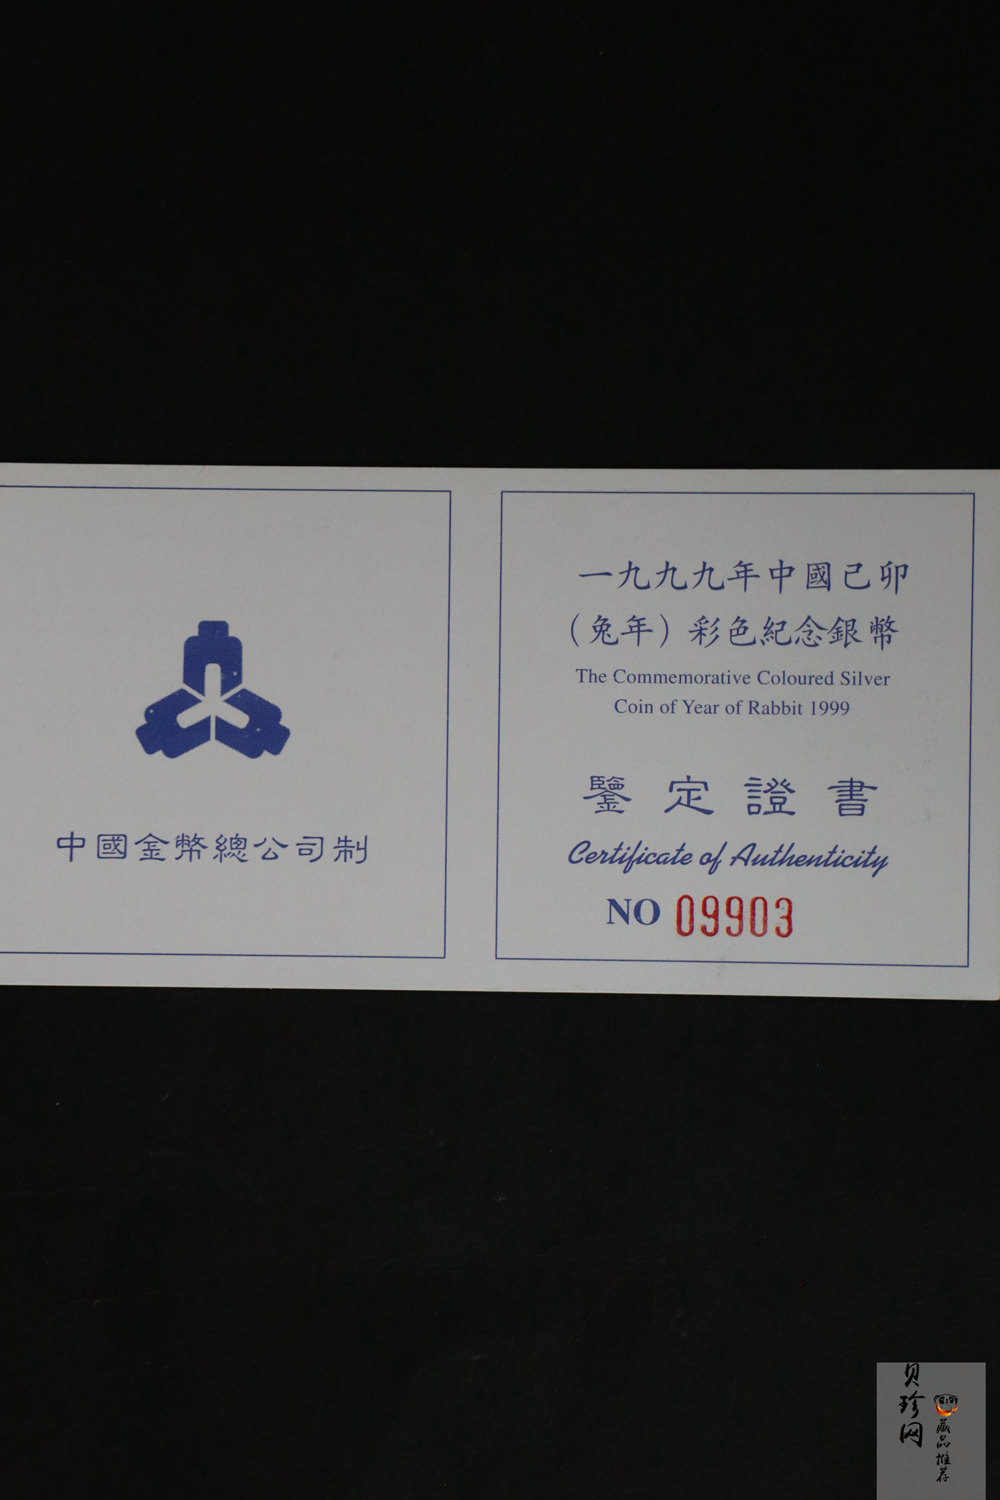 中國金幣總公司制
一九九九年中國己卯
（兔年）彩色紀念銀幣
The Commemorative Coloured Silver
Coin of Year of Rabbit 1999
鑒定證書
Certificate of Authenticity
NO 09903
贝珍网
藏品推荐